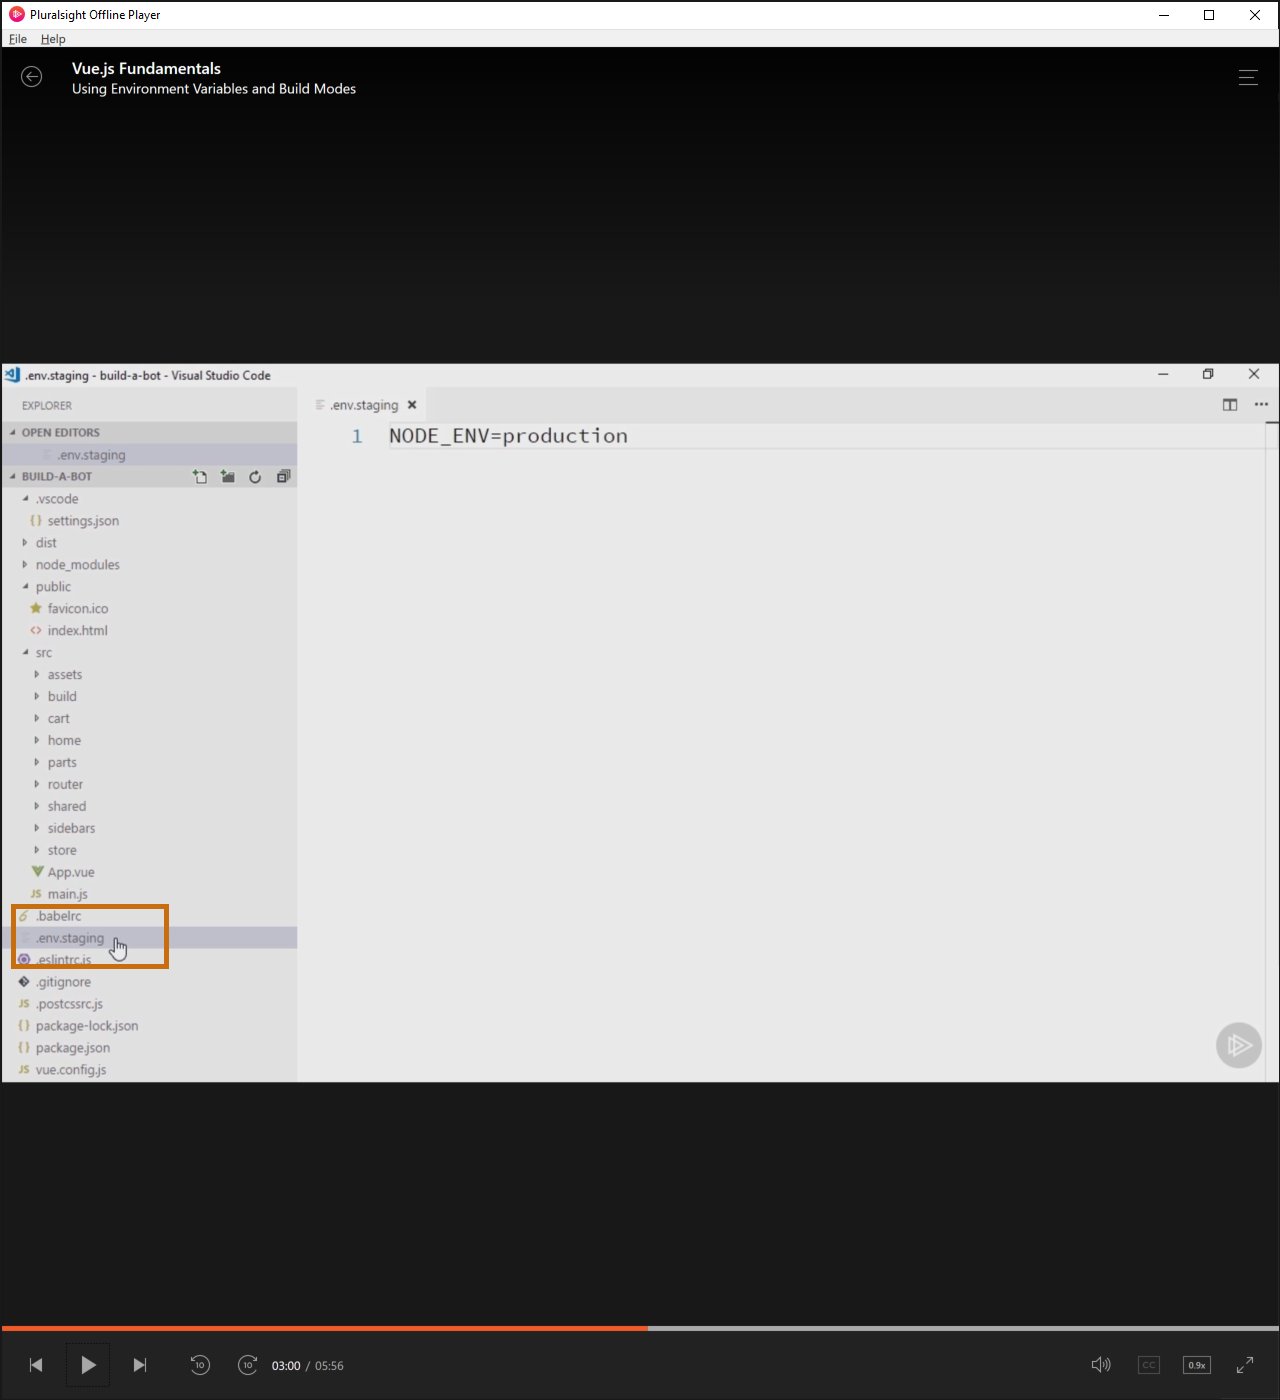 Pluralsight Offline Player
File Help
Vue.js Fundamentals
Using Environment Variables and Build Modes
.env.staging - build-a-bot - Visual Studio Code
EXPLORER
.env.staging
OPEN EDITORS
1 NODE_ENV=production
.env.staging
BUILD-A-BOT
.vscode
{} settings.json
dist
node_modules
public
favicon.ico
<> index.html
src
assets
build
cart
home
parts
router
shared
sidebars
store
App.vue
JS main.js
.babelrc
.env.staging
.eslintrc.js
.gitignore
JS .postcssrc.js
{} package-lock.json
{} package.json
JS vue.config.js
10 10 03:00 / 05:56 CC 0.9x